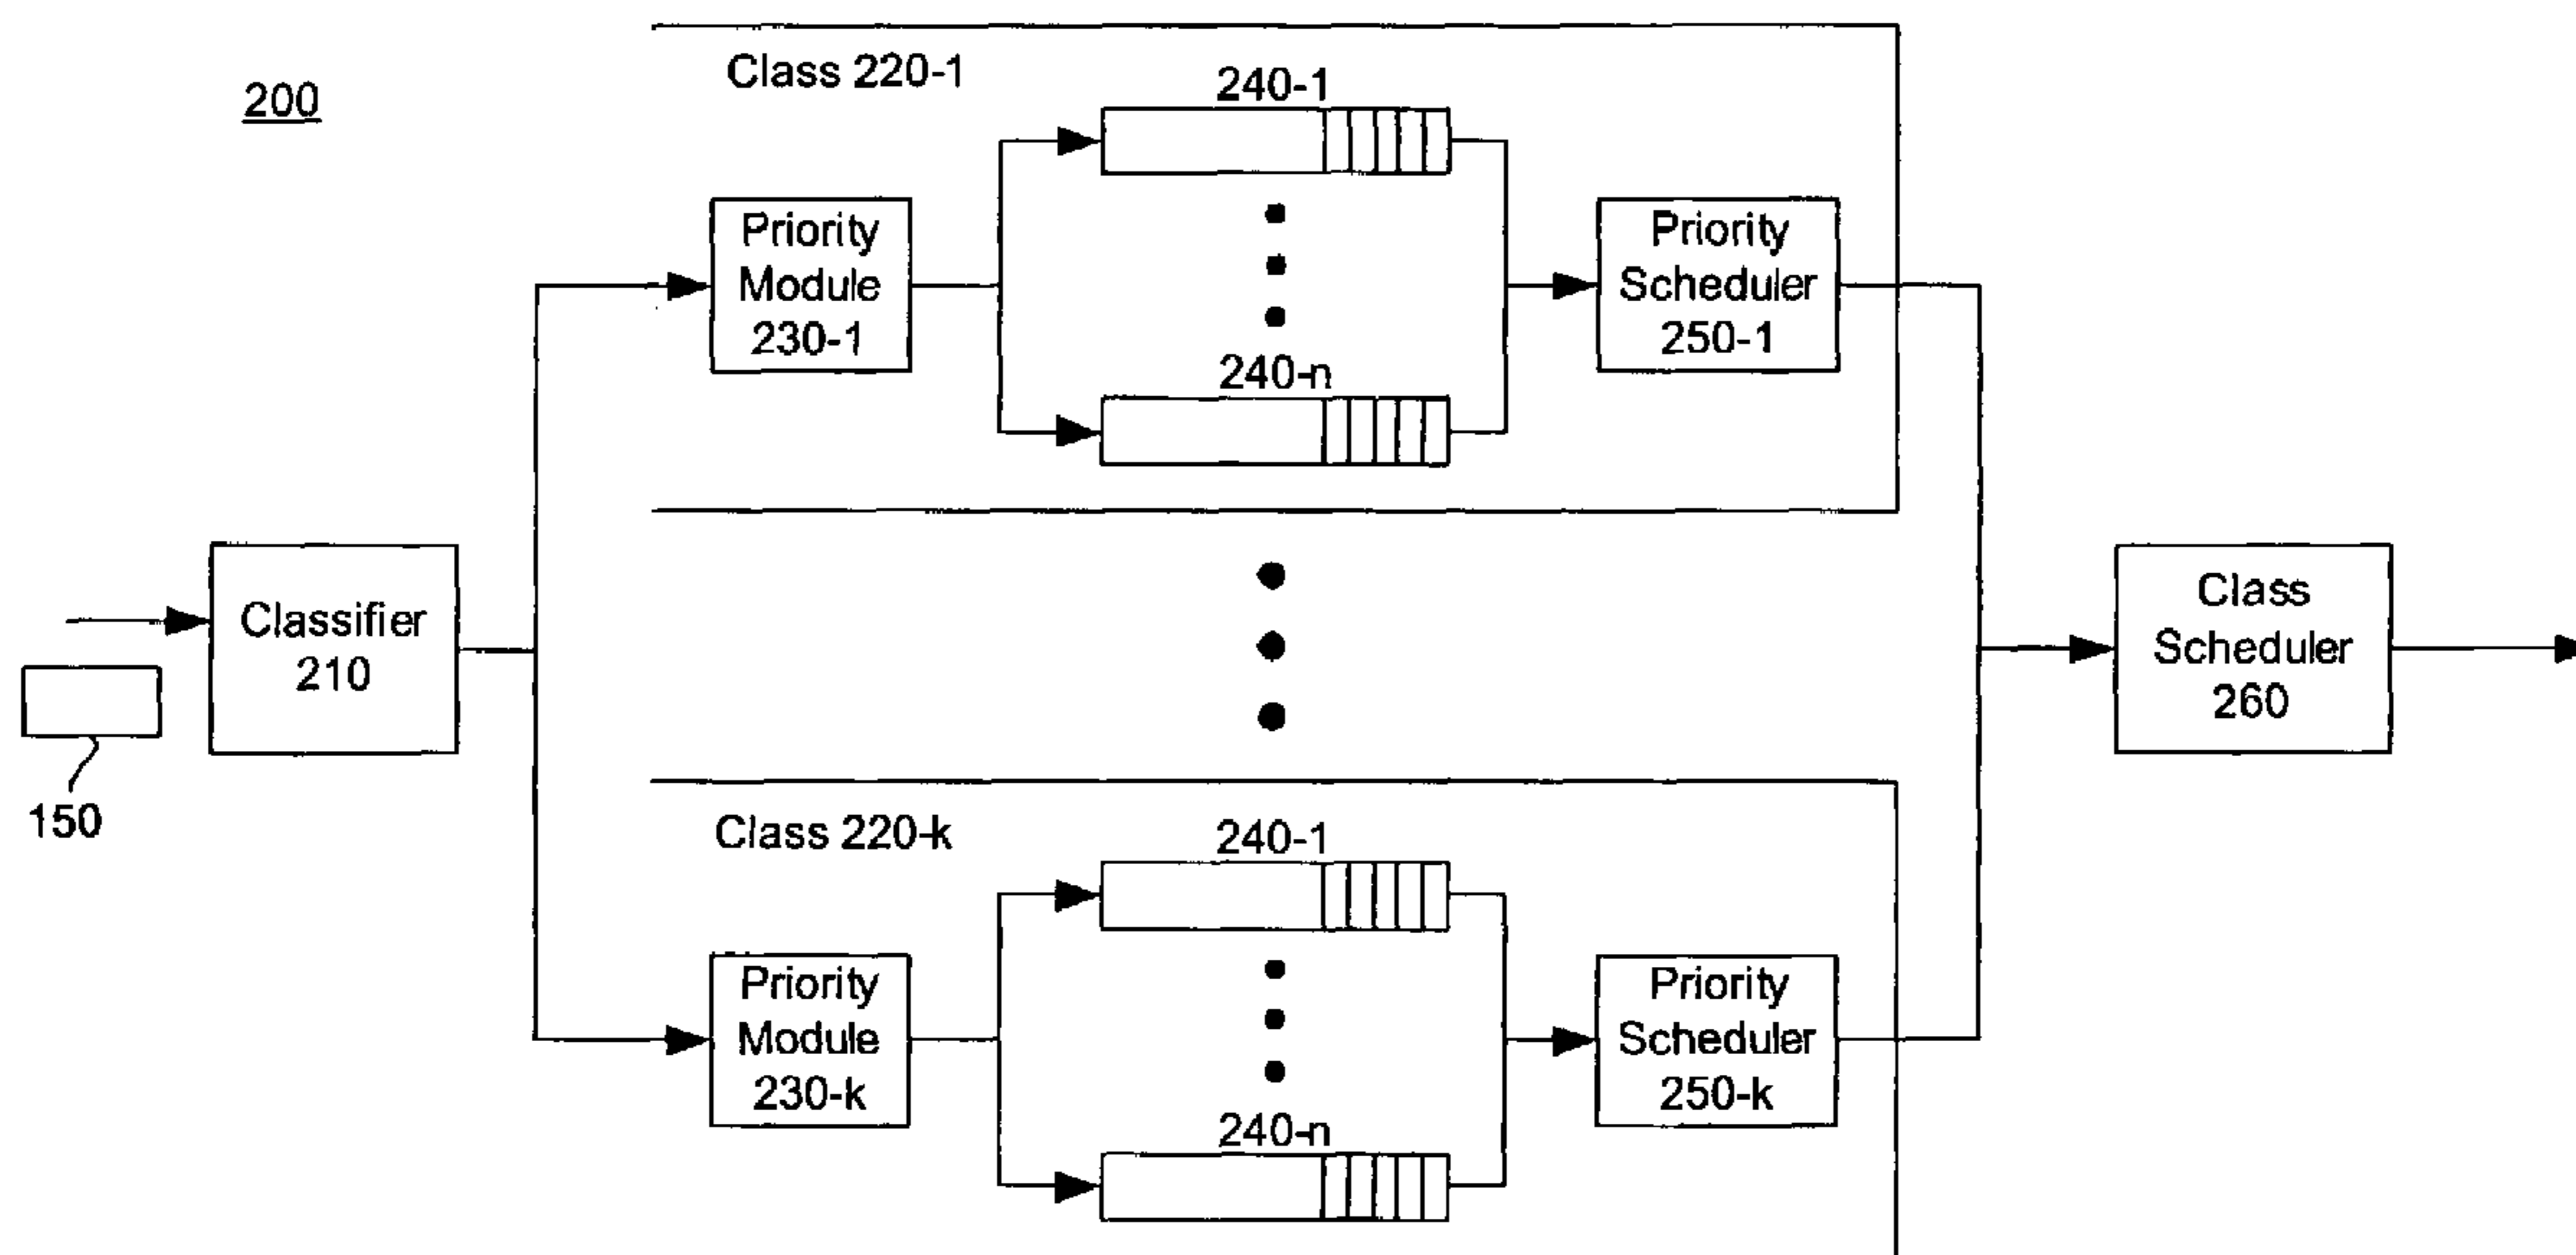 200
Class 220-1
240-1
Priority
Module
230-1
240-n
Priority
Scheduler
250-1
Classifier
210
150
Class
Scheduler
260
Class 220-k
240-1
Priority
Module
230-k
240-n
Priority
Scheduler
250-k